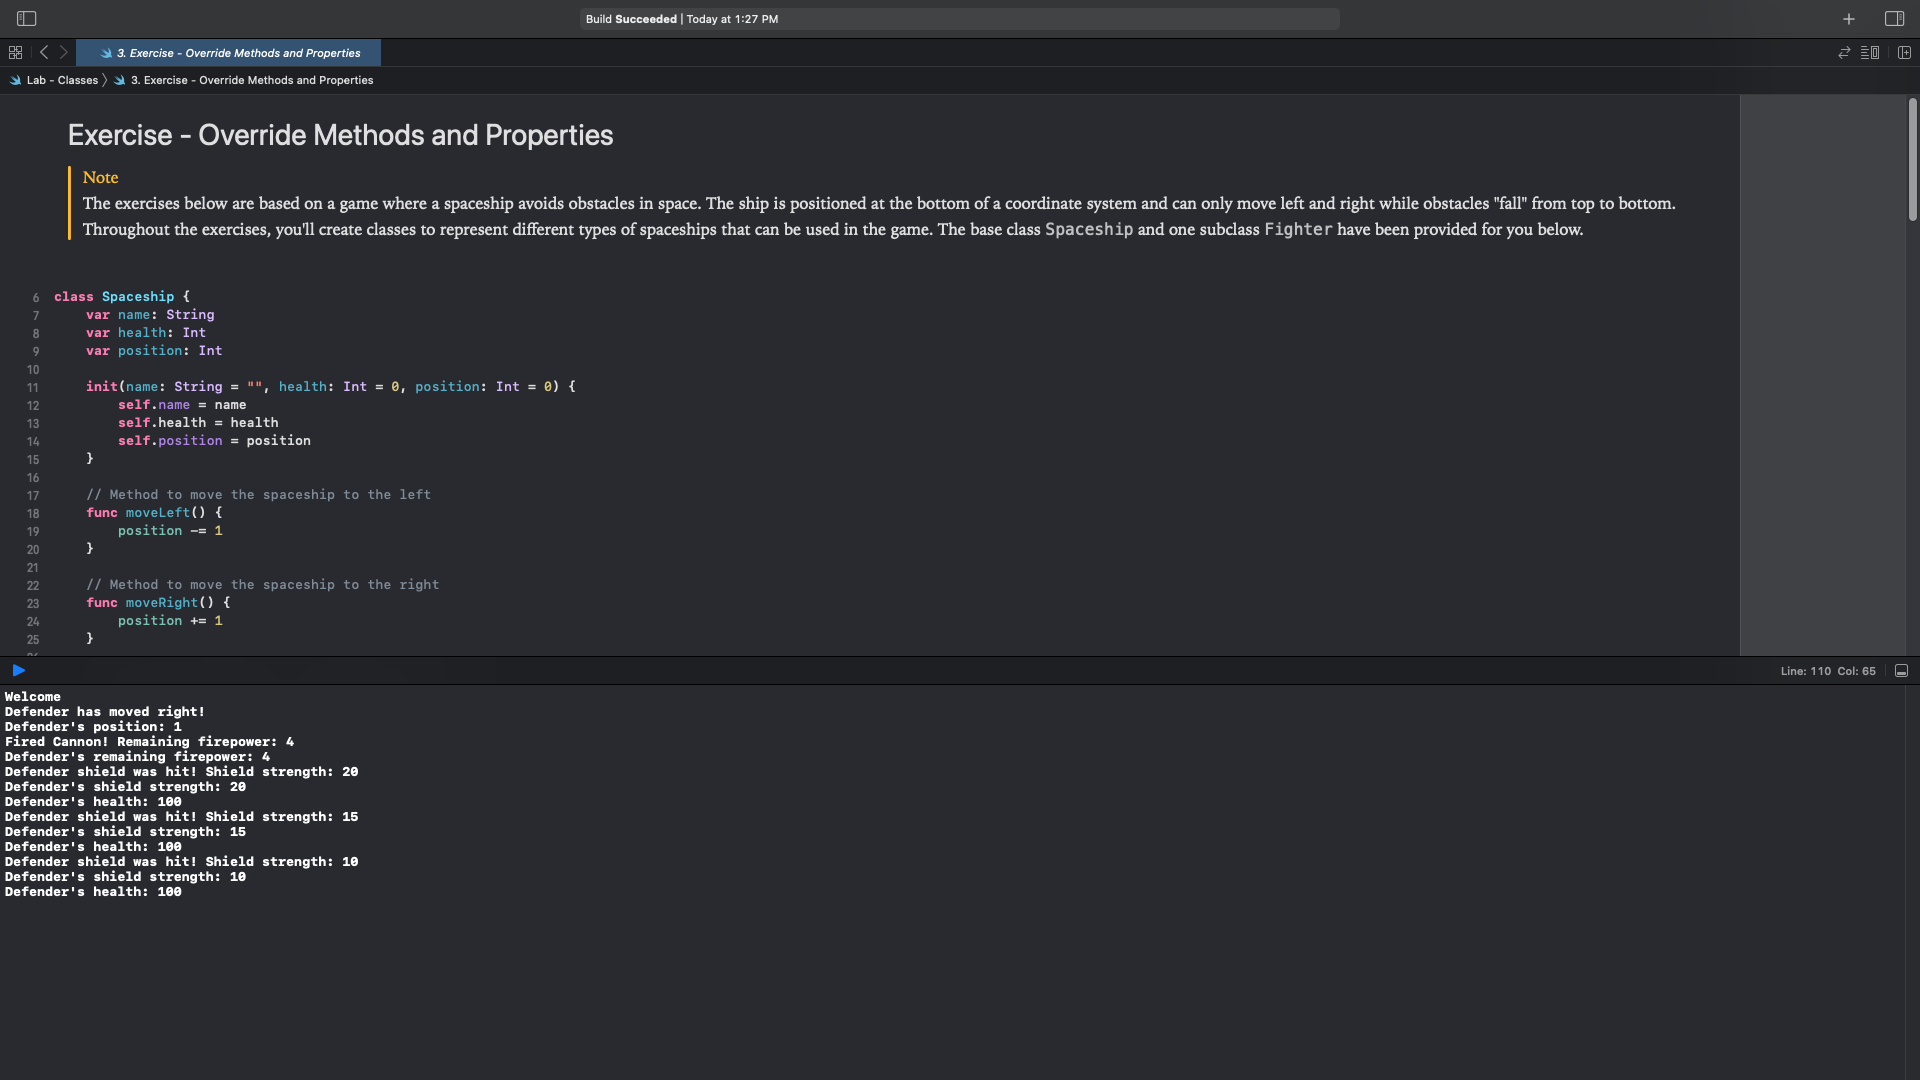 Build Succeeded | Today at 1:27 PM
3. Exercise - Override Methods and Properties
Lab - Classes 〉 3. Exercise - Override Methods and Properties
Exercise - Override Methods and Properties
Note
The exercises below are based on a game where a spaceship avoids obstacles in space. The ship is positioned at the bottom of a coordinate system and can only move left and right while obstacles "fall" from top to bottom.
Throughout the exercises, you'll create classes to represent different types of spaceships that can be used in the game. The base class Spaceship and one subclass Fighter have been provided for you below.
6 class Spaceship {
7 var name: String
8 var health: Int
9 var position: Int
10
11 init(name: String = "", health: Int = 0, position: Int = 0) {
12 self.name = name
13 self.health = health
14 self.position = position
15 }
16
17 // Method to move the spaceship to the left
18 func moveLeft() {
19 position -= 1
20 }
21
22 // Method to move the spaceship to the right
23 func moveRight() {
24 position += 1
25 }
Line: 110 Col: 65
Welcome
Defender has moved right!
Defender's position: 1
Fired Cannon! Remaining firepower: 4
Defender's remaining firepower: 4
Defender shield was hit! Shield strength: 20
Defender's shield strength: 20
Defender's health: 100
Defender shield was hit! Shield strength: 15
Defender's shield strength: 15
Defender's health: 100
Defender shield was hit! Shield strength: 10
Defender's shield strength: 10
Defender's health: 100